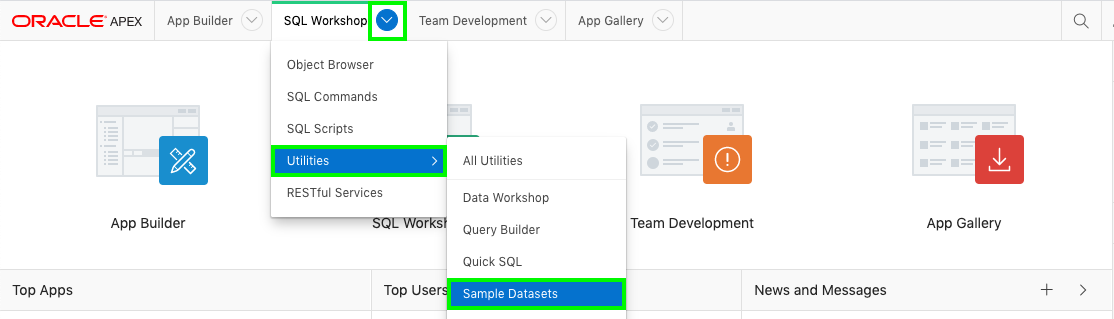 ORACLE APEX App Builder SQL Workshop Team Development App Gallery
Object Browser
SQL Commands
SQL Scripts
Utilities
RESTful Services
All Utilities
Data Workshop
Query Builder
Quick SQL
Sample Datasets
App Builder SQL Worksh Team Development App Gallery
Top Apps Top Users News and Messages